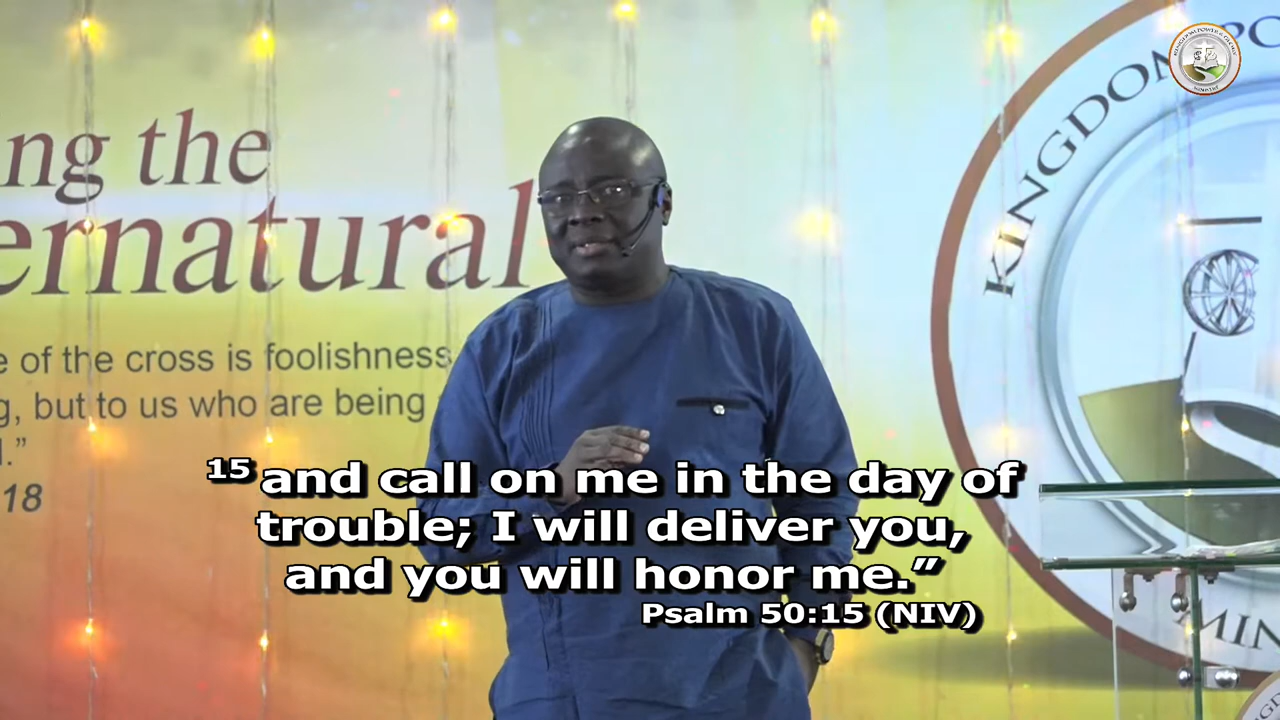 ng the
ernatural
e of the cross is foolishness
g, but to us who are being
."
18
KINGDOM PO
MIN
15 and call on me in the day of
trouble; I will deliver you,
and you will honor me.”
Psalm 50:15 (NIV)